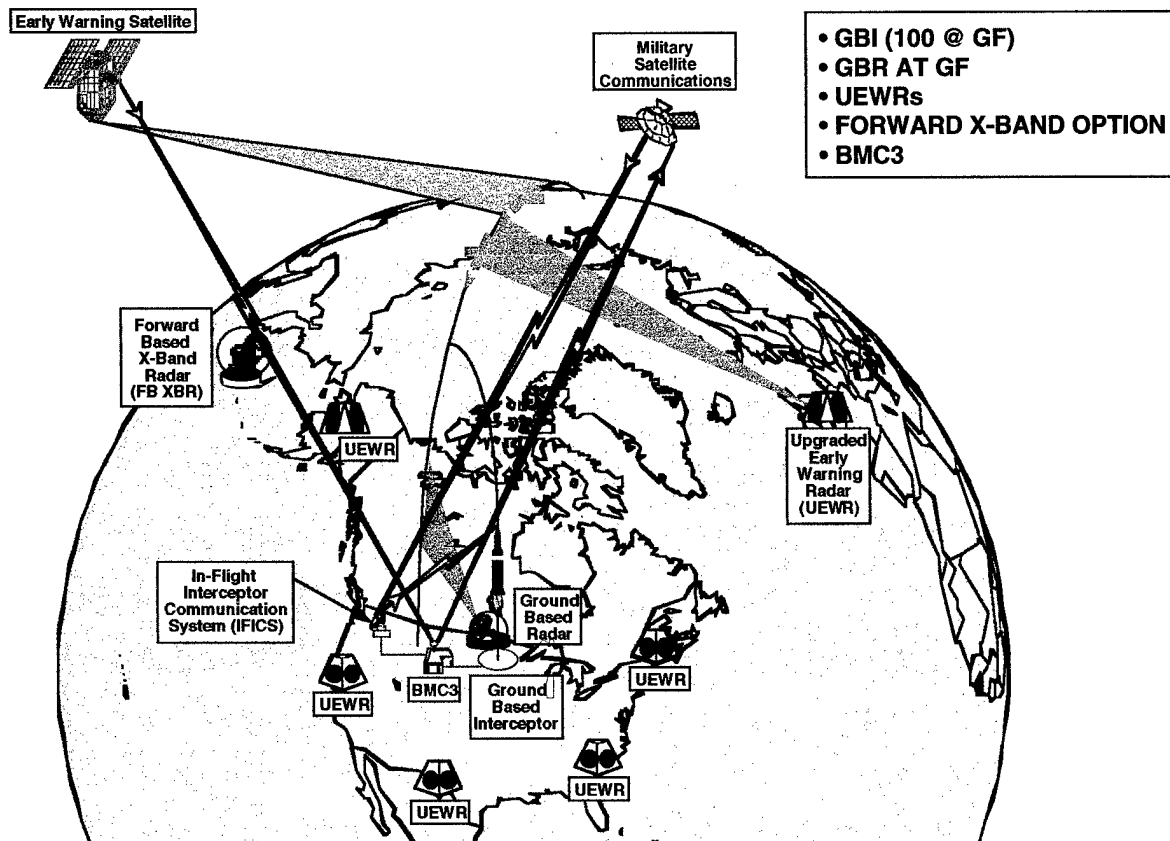 Early Warning Satellite
Military
Satellite
Communications
• GBI (100 @ GF)
• GBR AT GF
• UEWRs
• FORWARD X-BAND OPTION
• BMC3
Forward
Based
X-Band
Radar
(FB XBR)
UEWR
Upgraded
Early
Warning
Radar
(UEWR)
In-Flight
Interceptor
Communication
System (IFICS)
Ground
Based
Radar
UEWR
BMC3
Ground
Based
Interceptor
UEWR
UEWR
UEWR